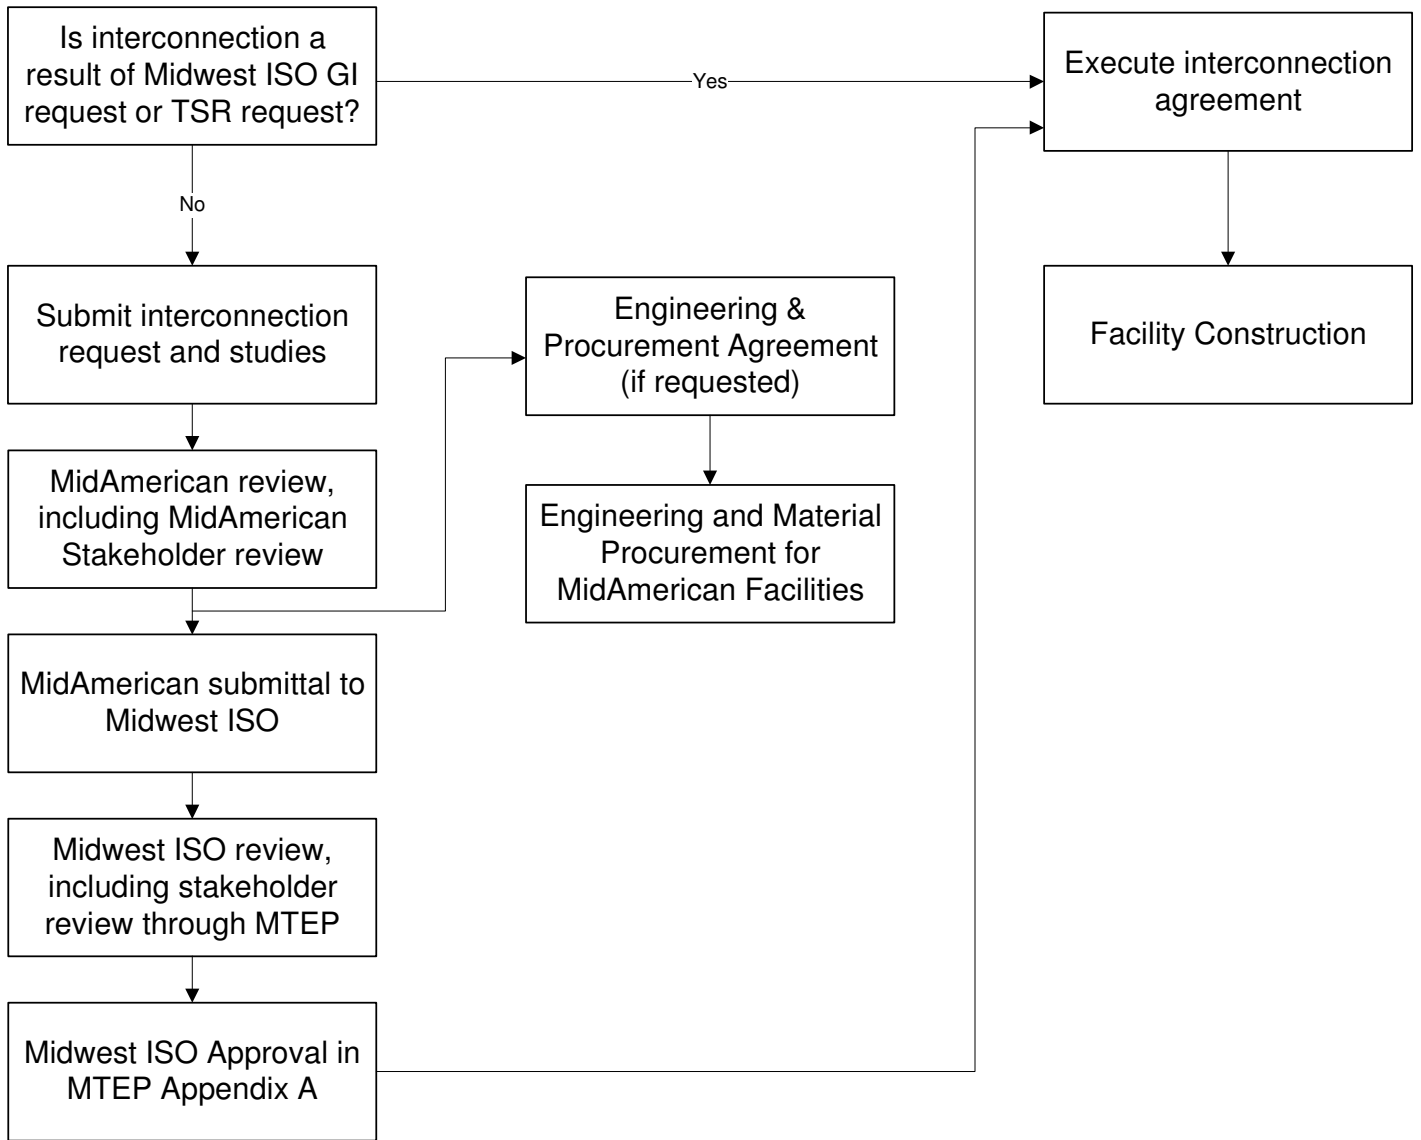 Is interconnection a
result of Midwest ISO GI
request or TSR request?
Yes
Execute interconnection
agreement
No
Submit interconnection
request and studies
Engineering &
Procurement Agreement
(if requested)
Facility Construction
MidAmerican review,
including MidAmerican
Stakeholder review
Engineering and Material
Procurement for
MidAmerican Facilities
MidAmerican submittal to
Midwest ISO
Midwest ISO review,
including stakeholder
review through MTEP
Midwest ISO Approval in
MTEP Appendix A